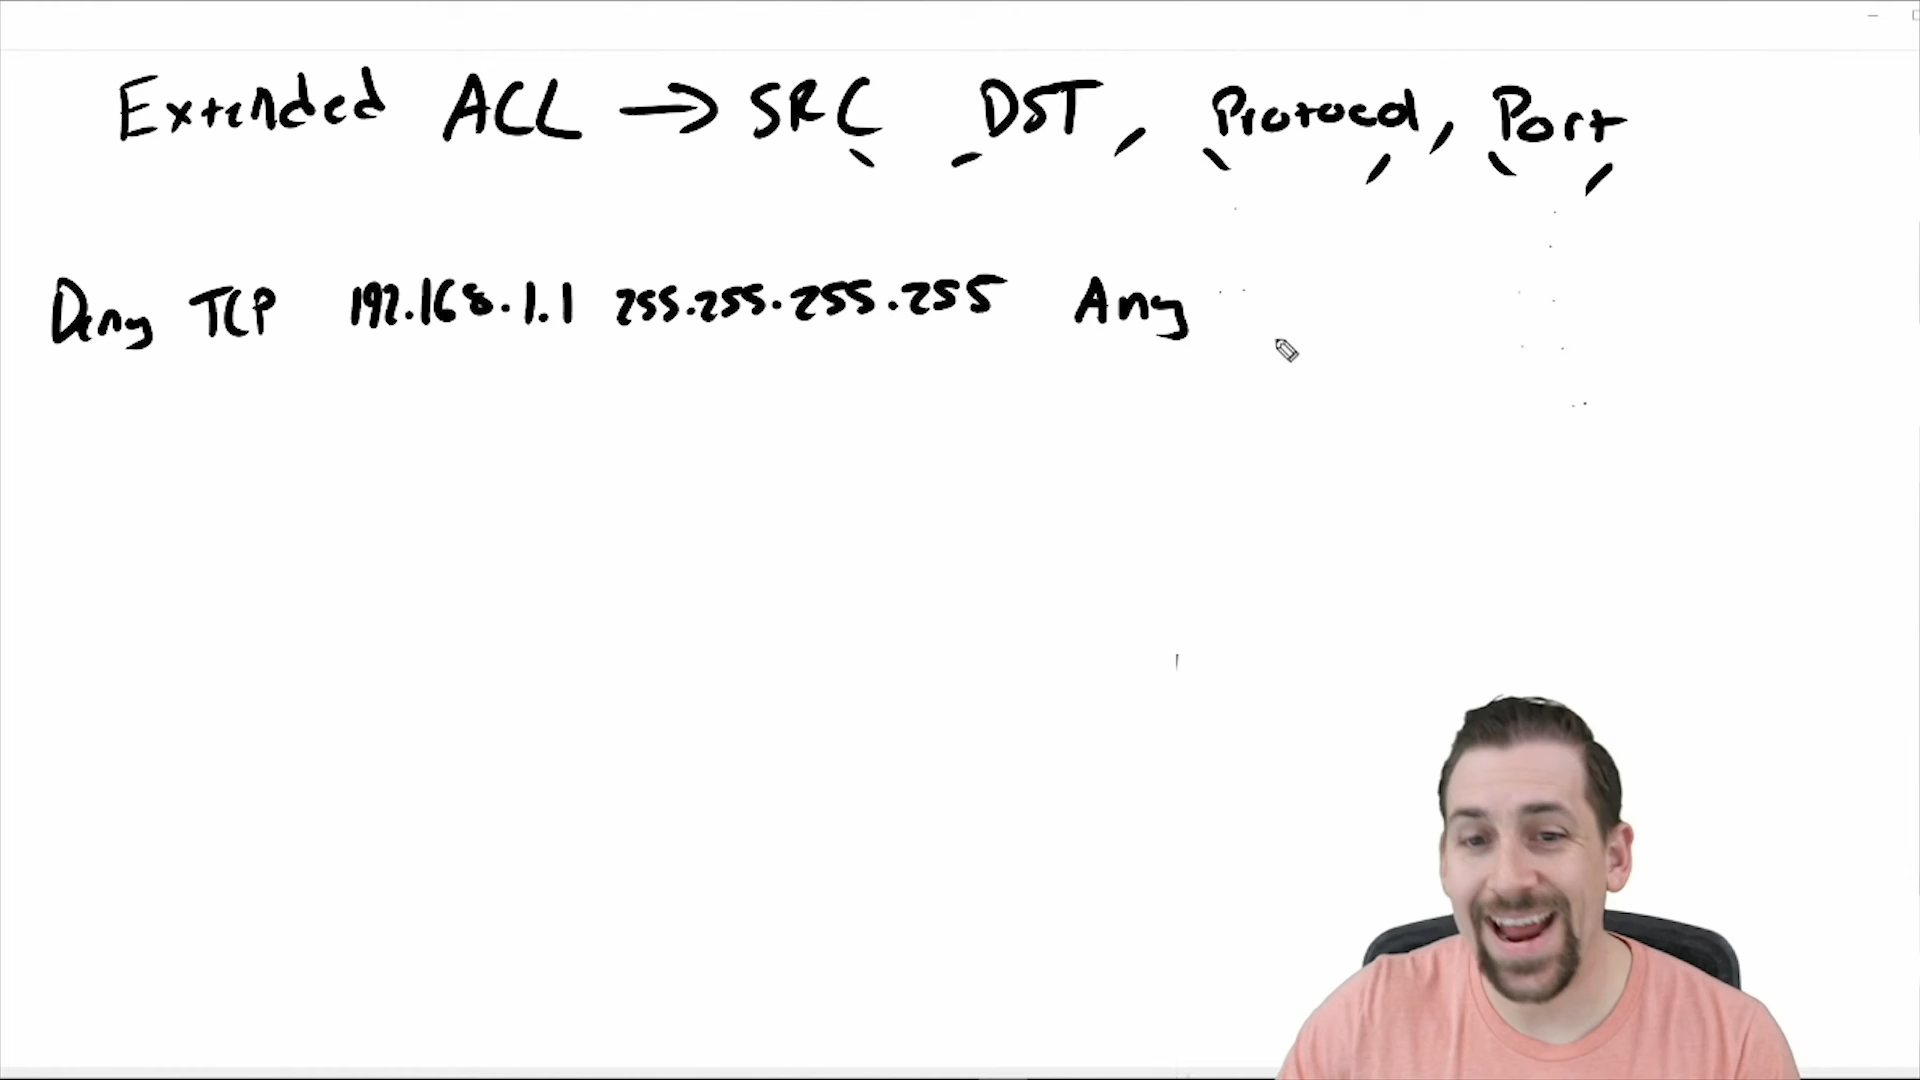 Extended ACL → SRC DST, Protocol, Port
Deny TCP 192.168.1.1 255.255.255.255 Any